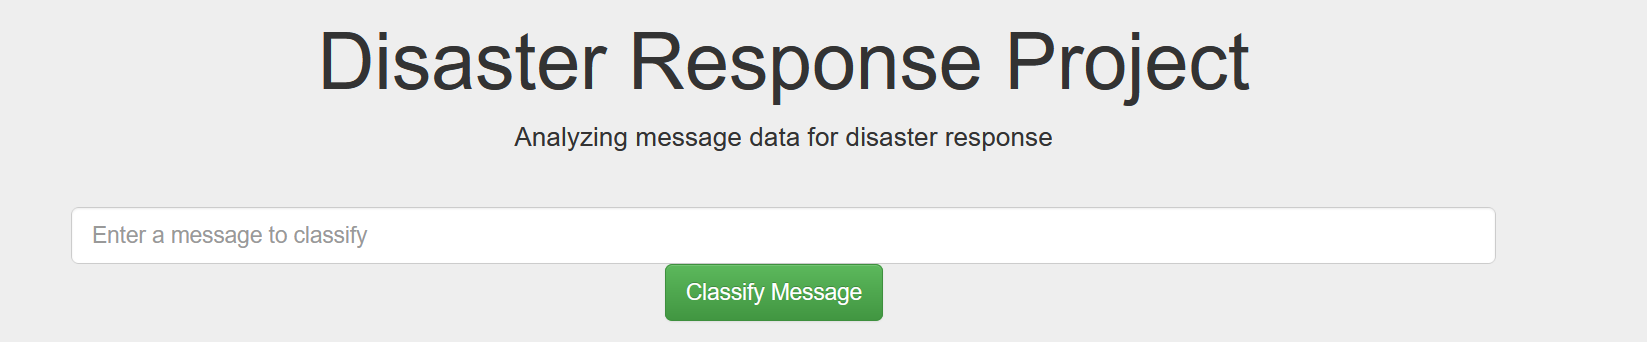 Disaster Response Project
Analyzing message data for disaster response
Enter a message to classify
Classify Message